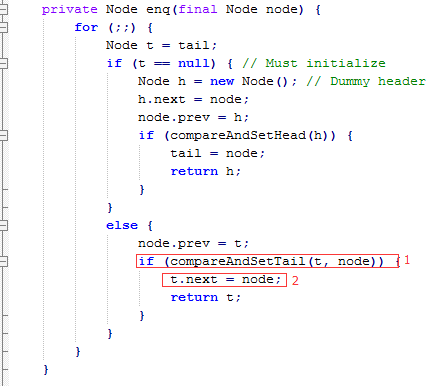 private Node enq(final Node node) {
for (;;) {
Node t = tail;
if (t == null) { // Must initialize
Node h = new Node(); // Dummy header
h.next = node;
node.prev = h;
if (compareAndSetHead(h)) {
tail = node;
return h;
}
}
else {
node.prev = t;
if (compareAndSetTail(t, node)) { 1
t.next = node; 2
return t;
}
}
}
}